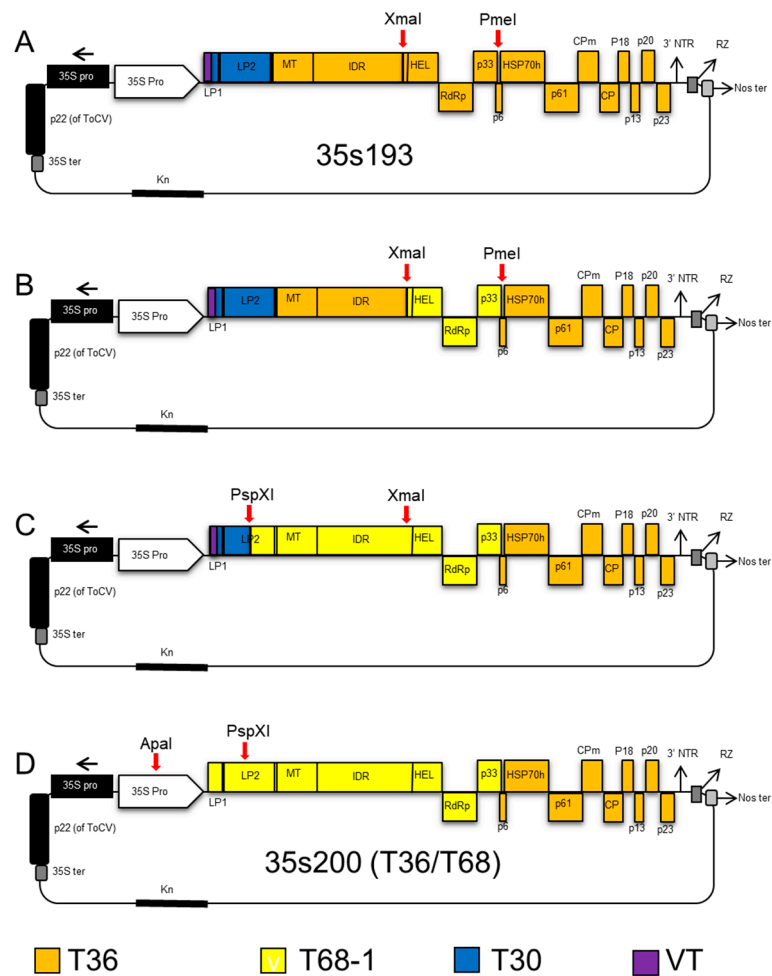 A
XmaI
PmeI
35S pro
35S Pro
LP1
LP2
MT
IDR
HEL
RdRp
p33
p6
HSP70h
p61
CPm
CP
P18
p13
p20
p23
3' NTR
RZ
Nos ter
p22 (of ToCV)
35S ter
Kn
35s193
B
XmaI
PmeI
35S pro
35S Pro
LP1
LP2
MT
IDR
HEL
RdRp
p33
p6
HSP70h
p61
CPm
CP
P18
p13
p20
p23
3' NTR
RZ
Nos ter
p22 (of ToCV)
35S ter
Kn
C
PspXI
XmaI
35S pro
35S Pro
LP1
LP2
MT
IDR
HEL
RdRp
p33
p6
HSP70h
p61
CPm
CP
P18
p13
p20
p23
3' NTR
RZ
Nos ter
p22 (of ToCV)
35S ter
Kn
D
ApaI
PspXI
35S pro
35S Pro
LP1
LP2
MT
IDR
HEL
RdRp
p33
p6
HSP70h
p61
CPm
CP
P18
p13
p20
p23
3' NTR
RZ
Nos ter
p22 (of ToCV)
35S ter
Kn
35s200 (T36/T68)
T36
v
T68-1
T30
VT